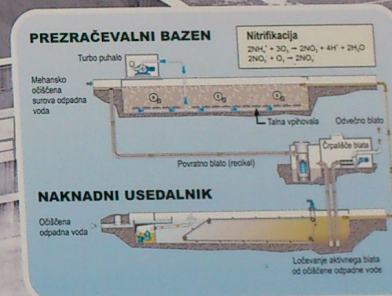 PREZRAČEVALNI BAZEN
Turbo puhalo
Mehansko
očiščena
surova odpadna
voda
Nitrifikacija
2NH₄⁺ + 3O₂ → 2NO₂⁻ + 4H⁺ + 2H₂O
2NO₂⁻ + O₂ → 2NO₃⁻
Talna vpihovala
Odvečno blato
Črpališče blata
Povratno blato (recikel)
NAKNADNI USEDALNIK
Očiščena
odpadna voda
Ločevanje aktivnega blata
od očiščene odpadne vode